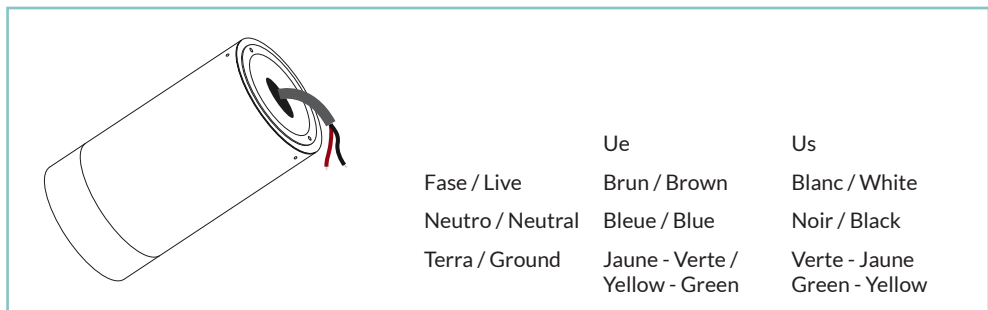 Ue Us
Fase / Live Brun / Brown Blanc / White
Neutro / Neutral Bleue / Blue Noir / Black
Terra / Ground Jaune - Verte / Verte - Jaune
Yellow - Green Green - Yellow